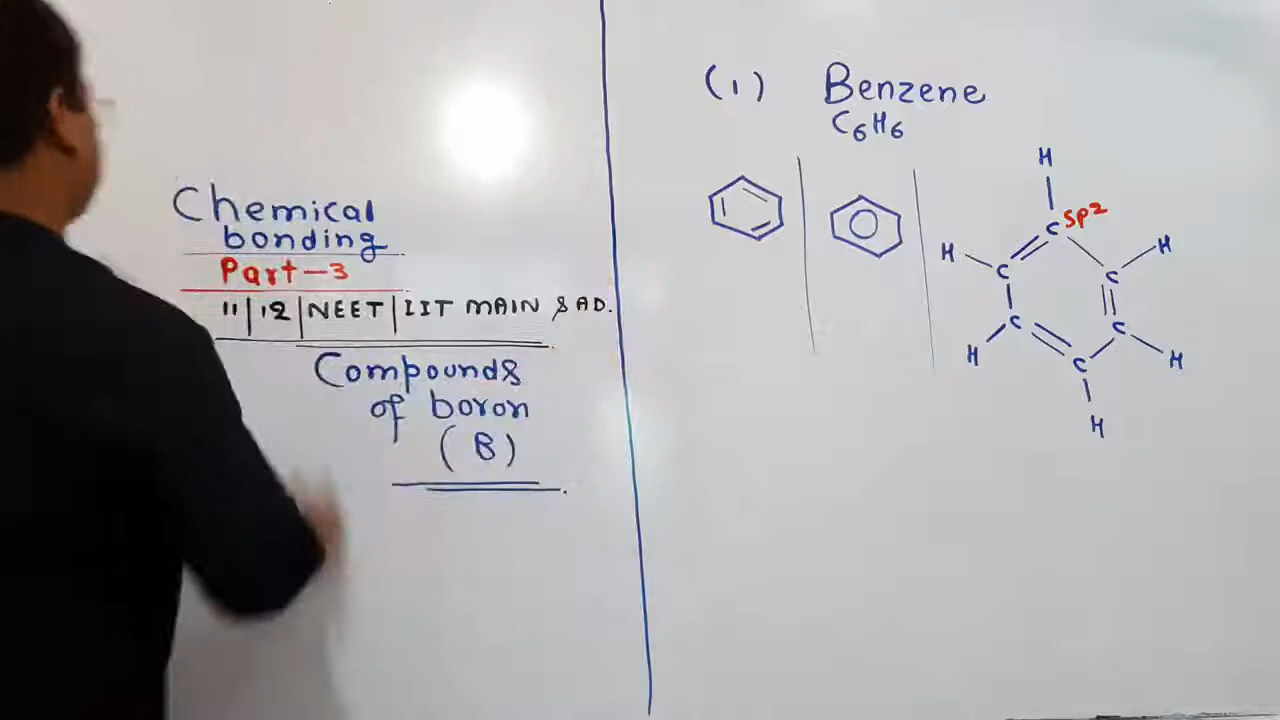 Chemical
bonding
Part-3
11|12|NEET|IIT MAIN & AD.
Compounds
of boron
(B)
(1) Benzene
C6H6
H
C sp2
H C C H
H C C H
C
H